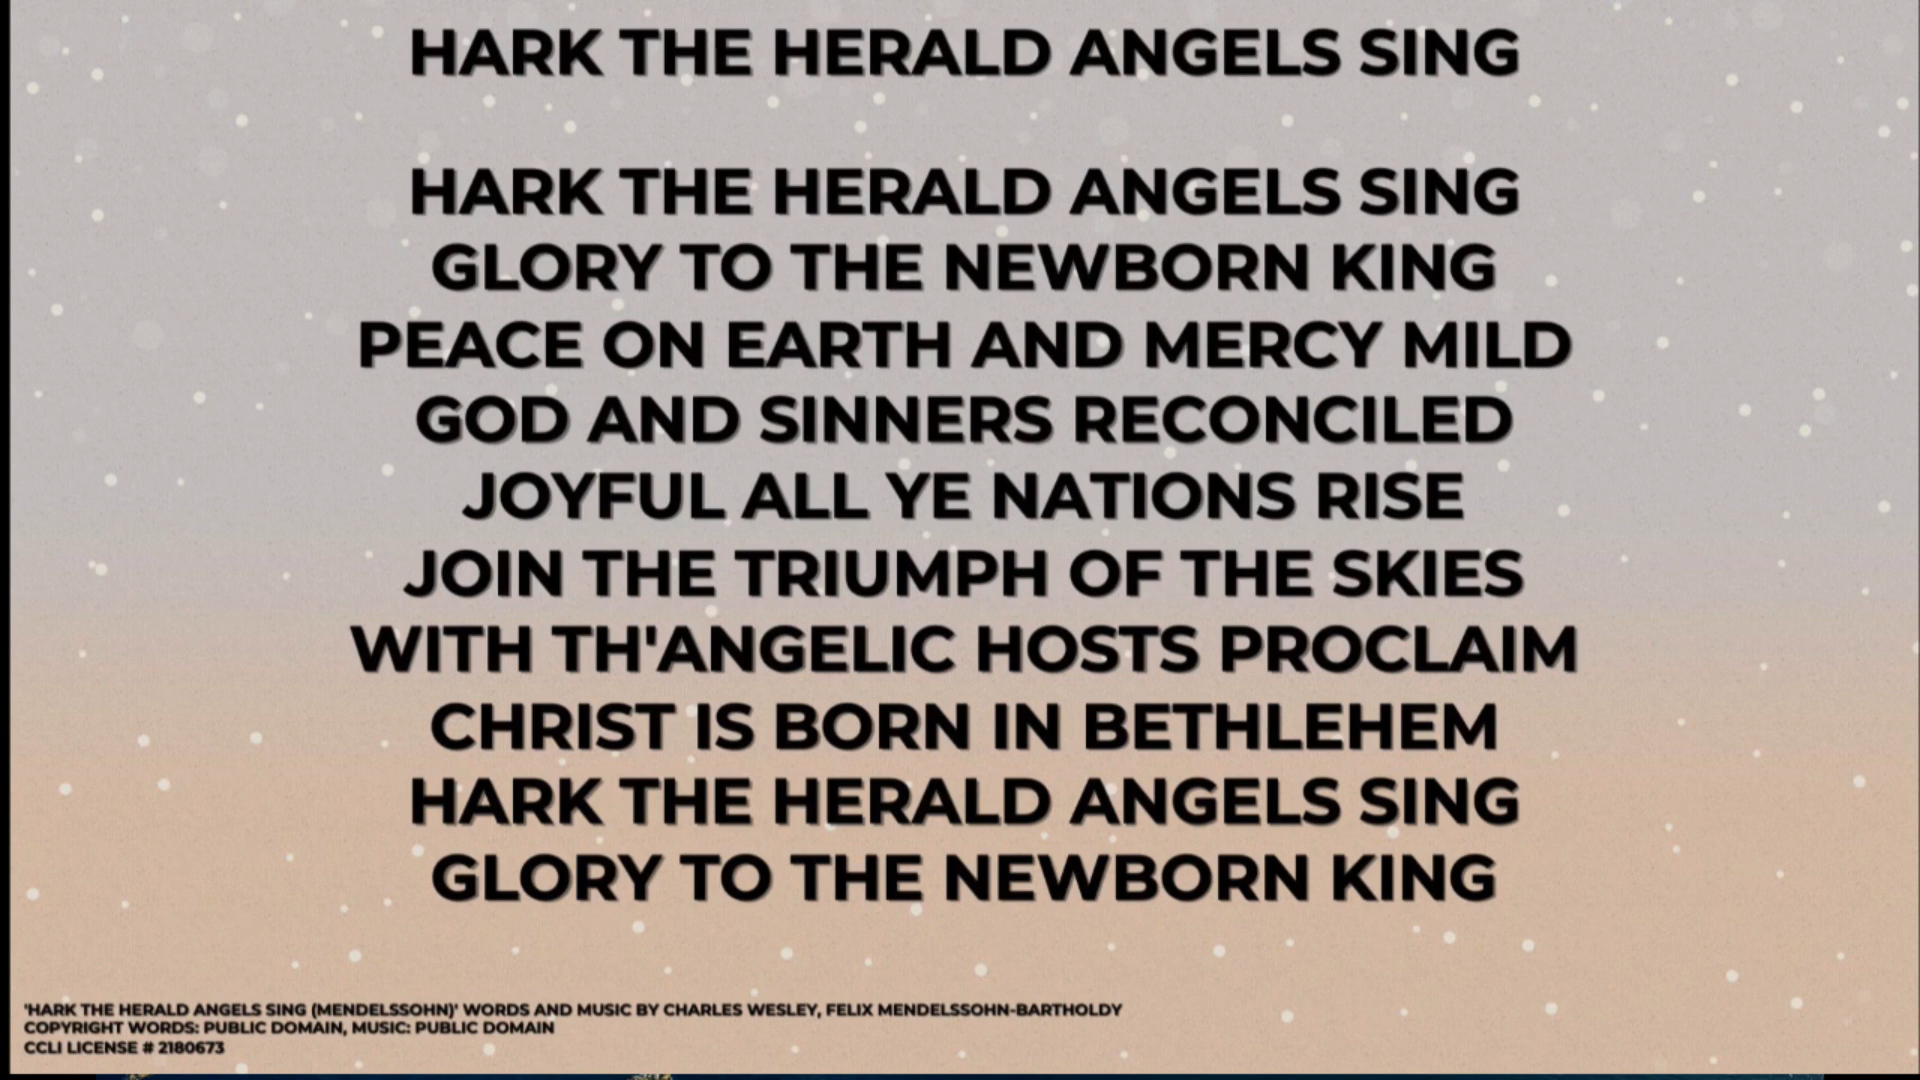 HARK THE HERALD ANGELS SING
HARK THE HERALD ANGELS SING
GLORY TO THE NEWBORN KING
PEACE ON EARTH AND MERCY MILD
GOD AND SINNERS RECONCILED
JOYFUL ALL YE NATIONS RISE
JOIN THE TRIUMPH OF THE SKIES
WITH TH'ANGELIC HOSTS PROCLAIM
CHRIST IS BORN IN BETHLEHEM
HARK THE HERALD ANGELS SING
GLORY TO THE NEWBORN KING
'HARK THE HERALD ANGELS SING (MENDELSSOHN)' WORDS AND MUSIC BY CHARLES WESLEY, FELIX MENDELSSOHN-BARTHOLDY
COPYRIGHT WORDS: PUBLIC DOMAIN, MUSIC: PUBLIC DOMAIN
CCLI LICENSE # 2180673